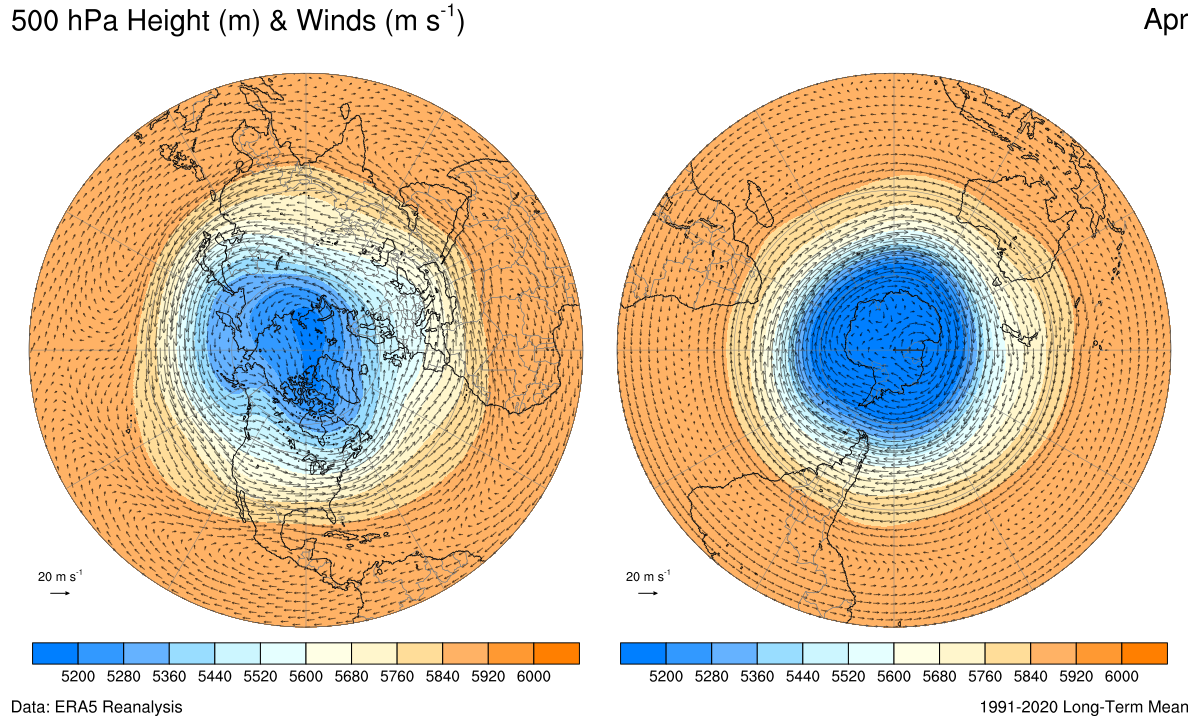 500 hPa Height (m) & Winds (m s-1)
Apr
20 m s-1
20 m s-1
5200 5280 5360 5440 5520 5600 5680 5760 5840 5920 6000
5200 5280 5360 5440 5520 5600 5680 5760 5840 5920 6000
Data: ERA5 Reanalysis
1991-2020 Long-Term Mean